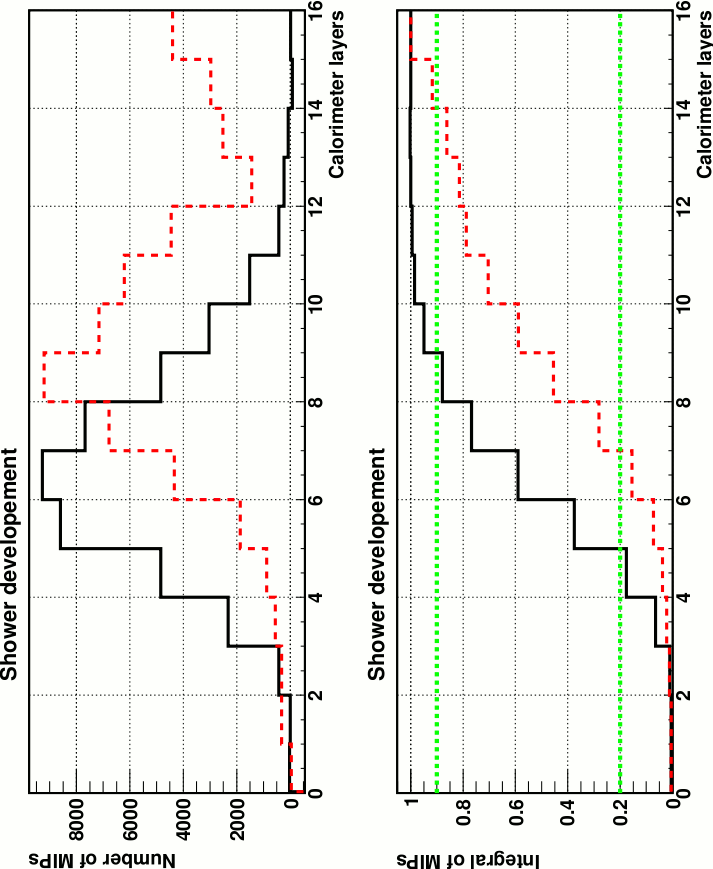 Shower developement
Number of MIPs
8000
6000
4000
2000
0
0 2 4 6 8 10 12 14 16
Calorimeter layers
Shower developement
Integral of MIPs
1
0.8
0.6
0.4
0.2
0
0 2 4 6 8 10 12 14 16
Calorimeter layers